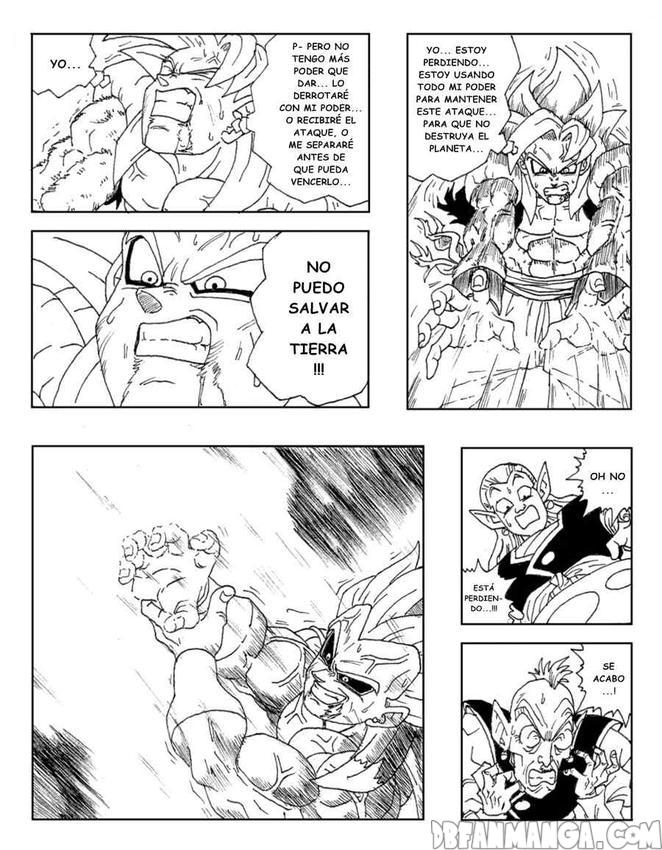 YO...
P- PERO NO
TENGO MÁS
PODER QUE
DAR... LO
DERROTARÉ
CON MI PODER...
O RECIBIRÉ EL
ATAQUE, O
ME SEPARARÉ
ANTES DE
QUE PUEDA
VENCERLO...
YO... ESTOY
PERDIENDO...
ESTOY USANDO
TODO MI PODER
PARA MANTENER
ESTE ATAQUE...
PARA QUE NO
DESTRUYA EL
PLANETA...
NO
PUEDO
SALVAR
A LA
TIERRA
!!!
OH NO
...
ESTÁ
PERDIEN-
DO...!!!
SE
ACABO
...!
DBFANMANGA.COM